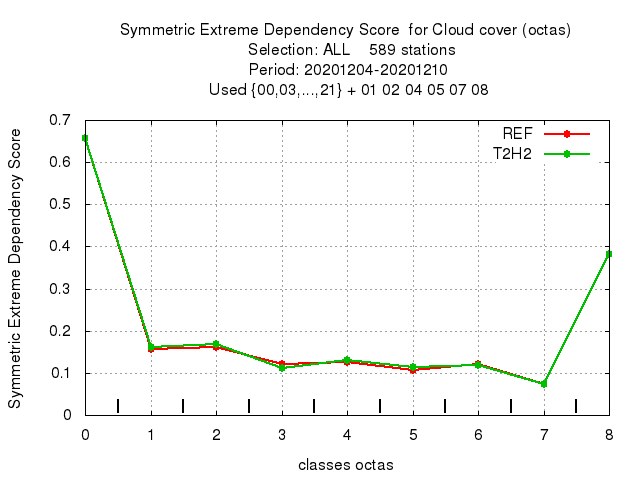 Symmetric Extreme Dependency Score for Cloud cover (octas)
Selection: ALL 589 stations
Period: 20201204-20201210
Used {00,03,...,21} + 01 02 04 05 07 08
REF
T2H2
Symmetric Extreme Dependency Score
0.7
0.6
0.5
0.4
0.3
0.2
0.1
0
0 1 2 3 4 5 6 7 8
classes octas